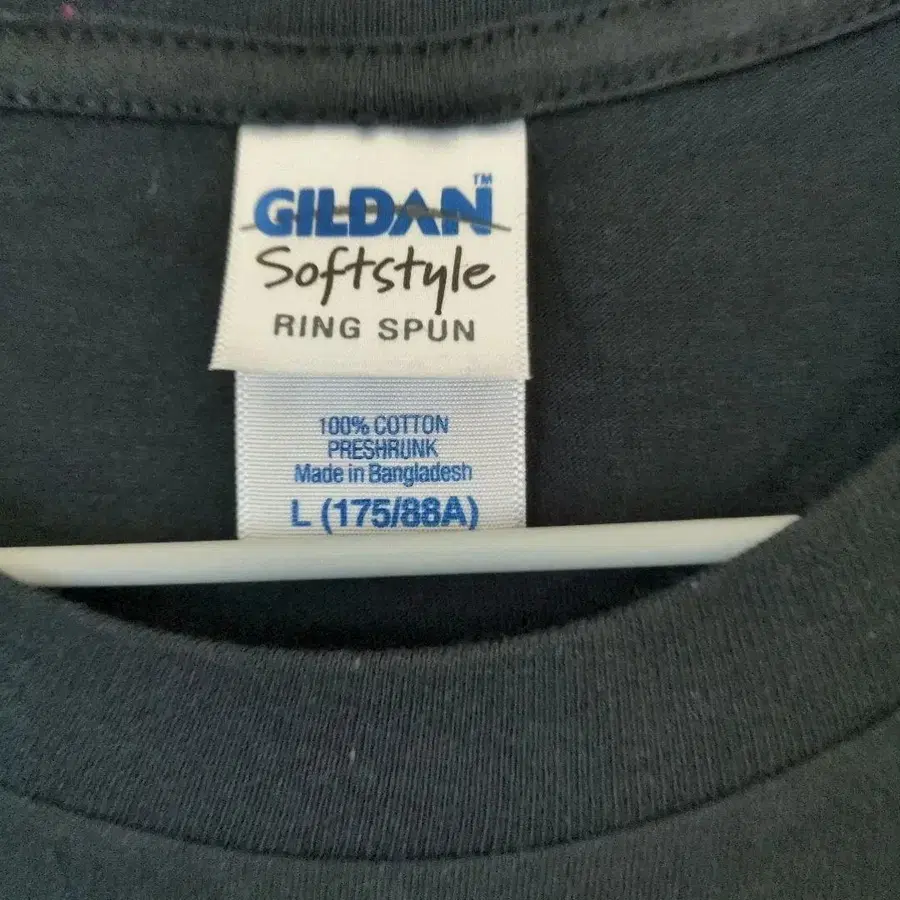 GILDAN™
Softstyle
RING SPUN
100% COTTON
PRESHRUNK
Made in Bangladesh
L (175/88A)